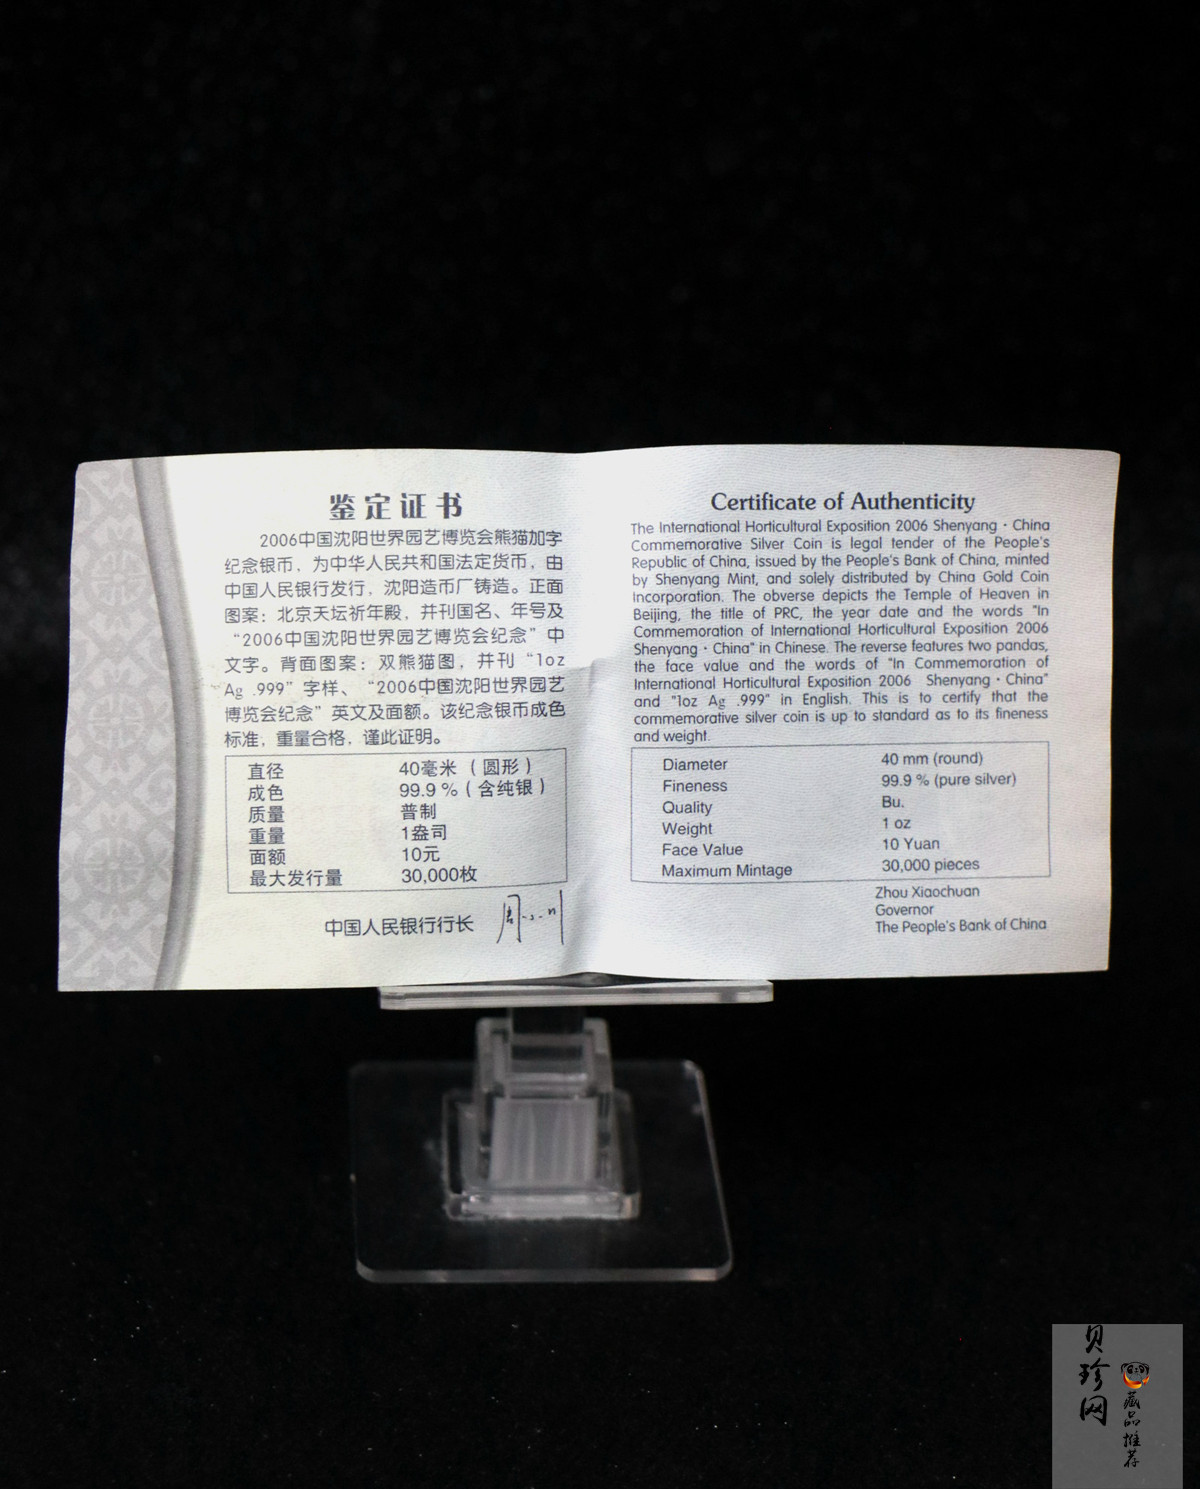 鉴定证书
2006中国沈阳世界园艺博览会熊猫加字
纪念银币，为中华人民共和国法定货币，由
中国人民银行发行，沈阳造币厂铸造。正面
图案：北京天坛祈年殿，并刊国名、年号及
“2006中国沈阳世界园艺博览会纪念”中
文字。背面图案：双熊猫图，并刊“1oz
Ag .999”字样、“2006中国沈阳世界园艺
博览会纪念”英文及面额。该纪念银币成色
标准，重量合格，谨此证明。
直径 40毫米（圆形）
成色 99.9%（含纯银）
质量 普制
重量 1盎司
面额 10元
最大发行量 30,000枚
中国人民银行行长 周小川
Certificate of Authenticity
The International Horticultural Exposition 2006 Shenyang · China
Commemorative Silver Coin is legal tender of the People's
Republic of China, issued by the People's Bank of China, minted
by Shenyang Mint, and solely distributed by China Gold Coin
Incorporation. The obverse depicts the Temple of Heaven in
Beijing, the title of PRC, the year date and the words "In
Commemoration of International Horticultural Exposition 2006
Shenyang · China" in Chinese. The reverse features two pandas,
the face value and the words of "In Commemoration of
International Horticultural Exposition 2006 Shenyang · China"
and "1oz Ag .999" in English. This is to certify that the
commemorative silver coin is up to standard as to its fineness
and weight.
Diameter 40 mm (round)
Fineness 99.9 % (pure silver)
Quality Bu.
Weight 1 oz
Face Value 10 Yuan
Maximum Mintage 30,000 pieces
Zhou Xiaochuan
Governor
The People's Bank of China
贝珍网
藏品推荐